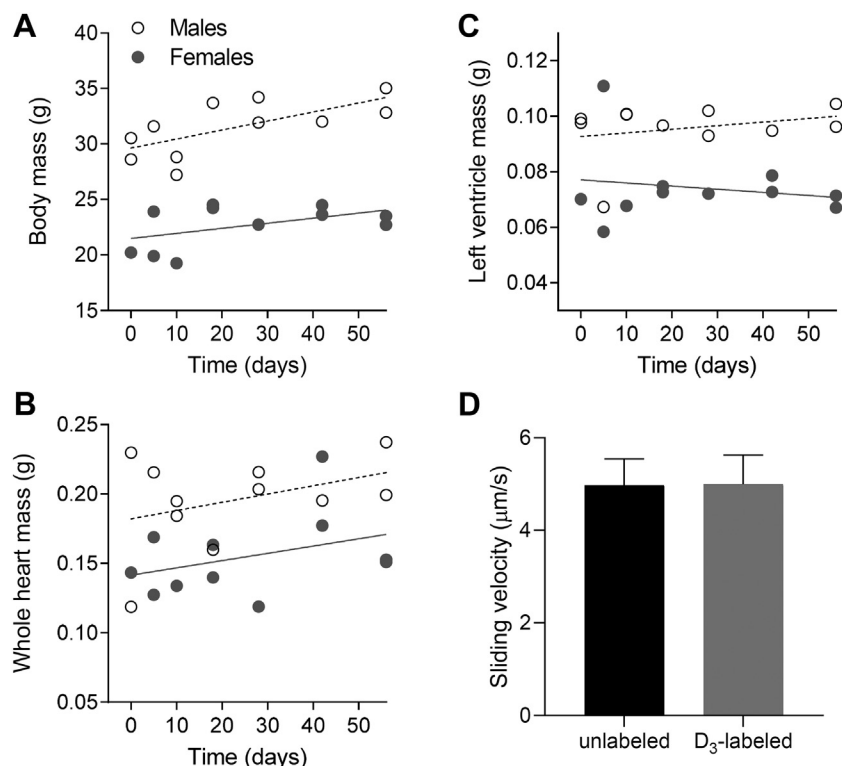 A
Males
Females
35
30
25
20
15
Body mass (g)
0 10 20 30 40 50
Time (days)
B
0.25
0.20
0.15
0.10
0.05
Whole heart mass (g)
0 10 20 30 40 50
Time (days)
C
0.12
0.10
0.08
0.06
0.04
Left ventricle mass (g)
0 10 20 30 40 50
Time (days)
D
6
4
2
0
Sliding velocity (μm/s)
unlabeled D₃-labeled